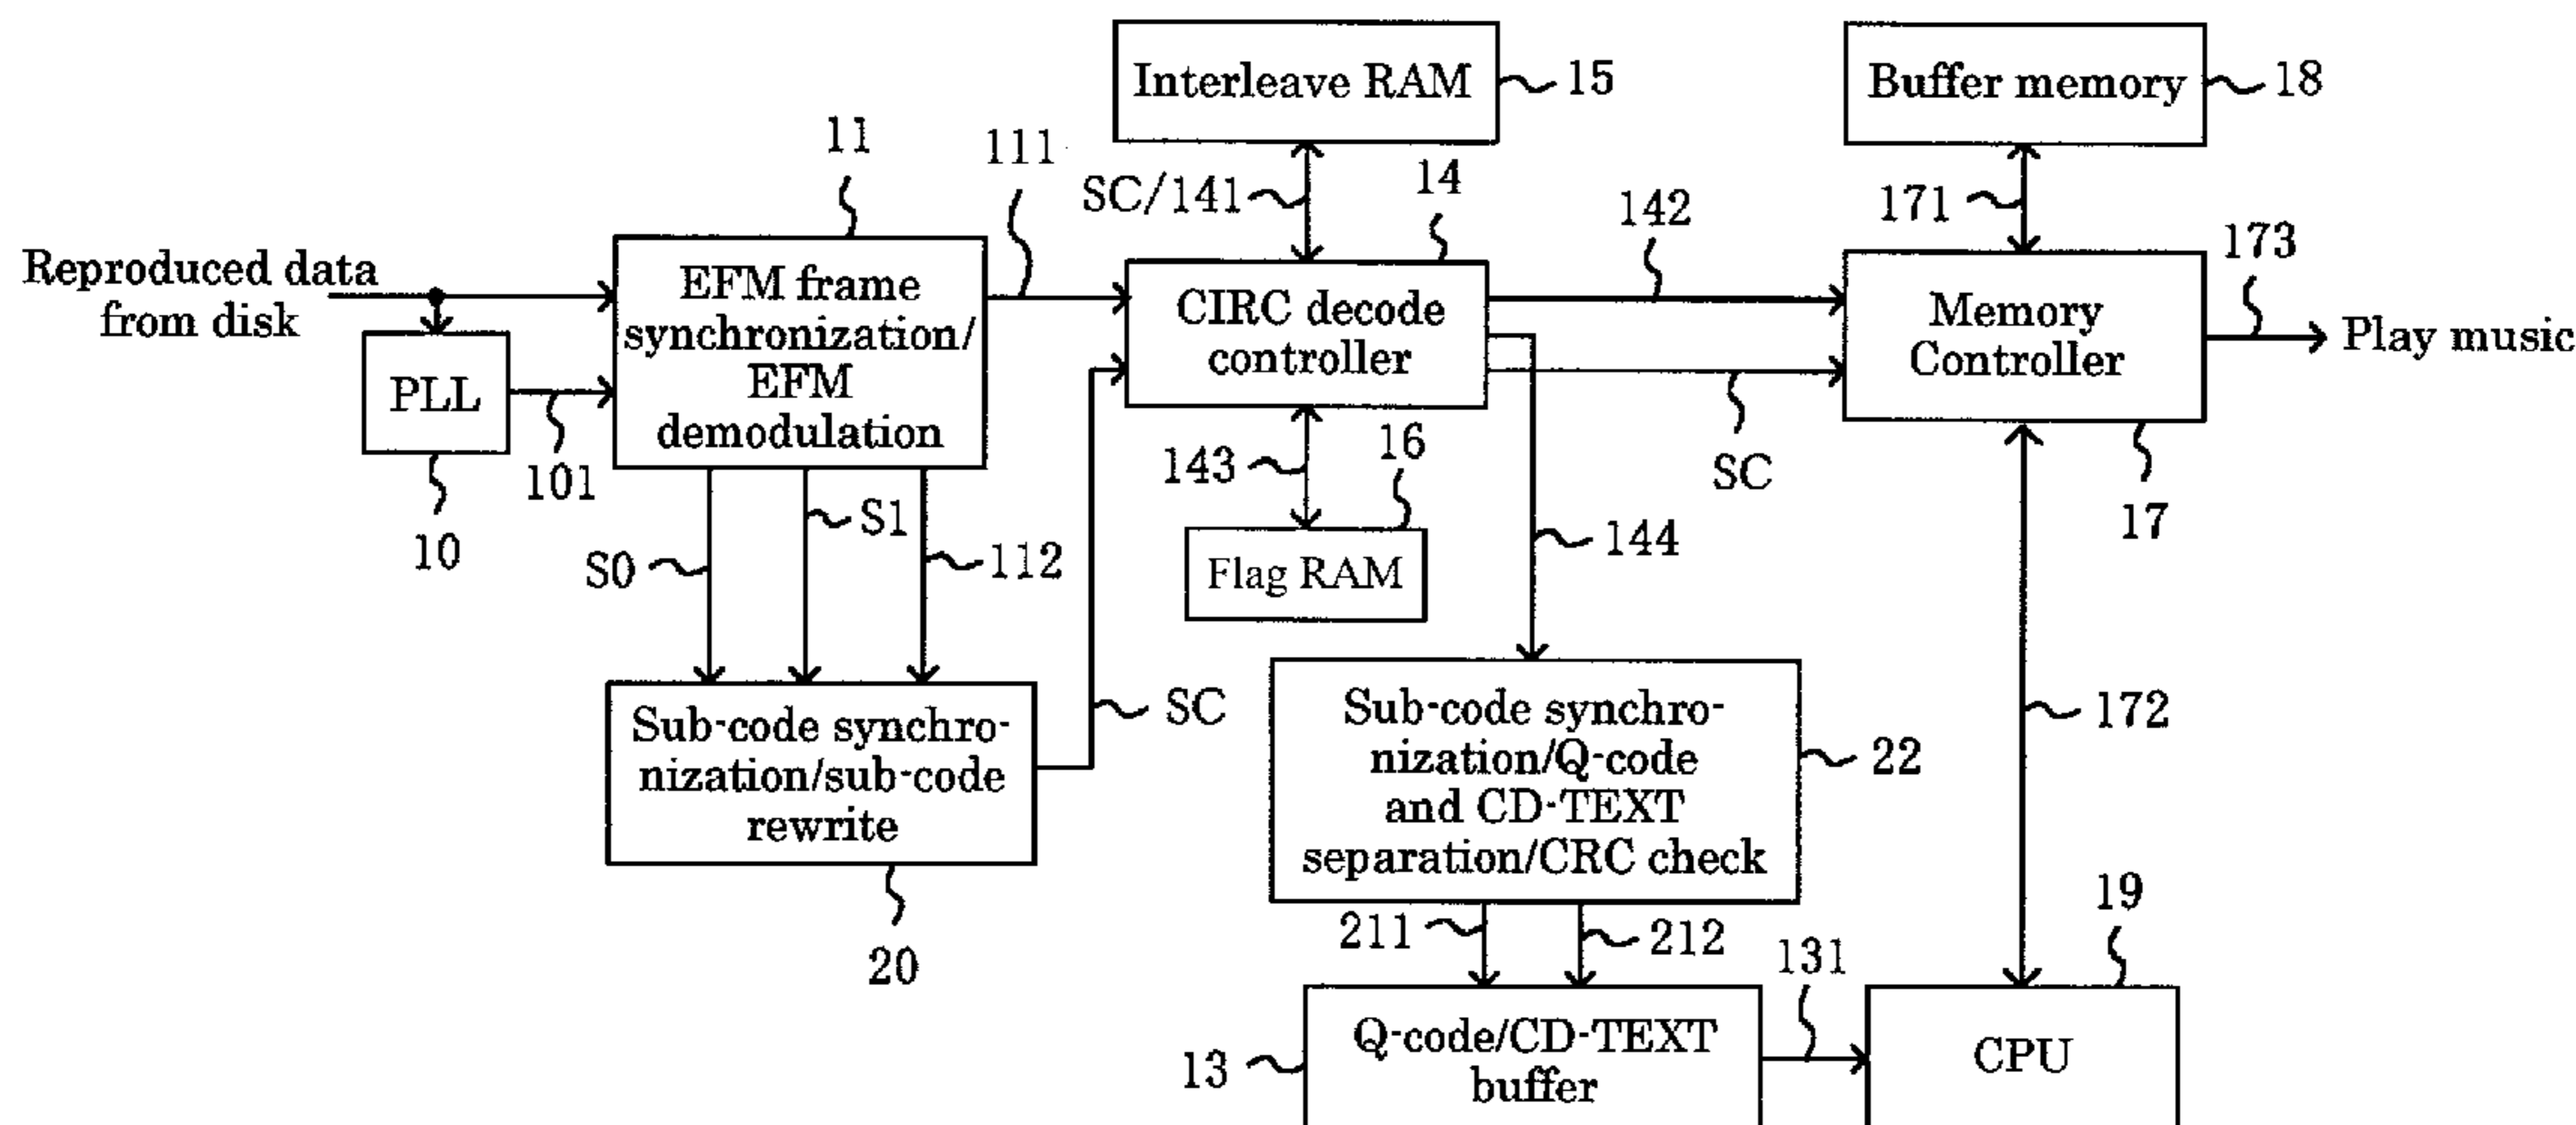 Interleave RAM
15
Buffer memory
18
11
111
SC/141
14
142
171
173
Reproduced data
from disk
EFM frame
synchronization/
EFM
demodulation
CIRC decode
controller
Memory
Controller
Play music
PLL
101
10
143
16
SC
17
S0
S1
112
Flag RAM
144
Sub-code synchro-
nization/sub-code
rewrite
SC
20
Sub-code synchro-
nization/Q-code
and CD-TEXT
separation/CRC check
22
172
211
212
131
19
13
Q-code/CD-TEXT
buffer
CPU